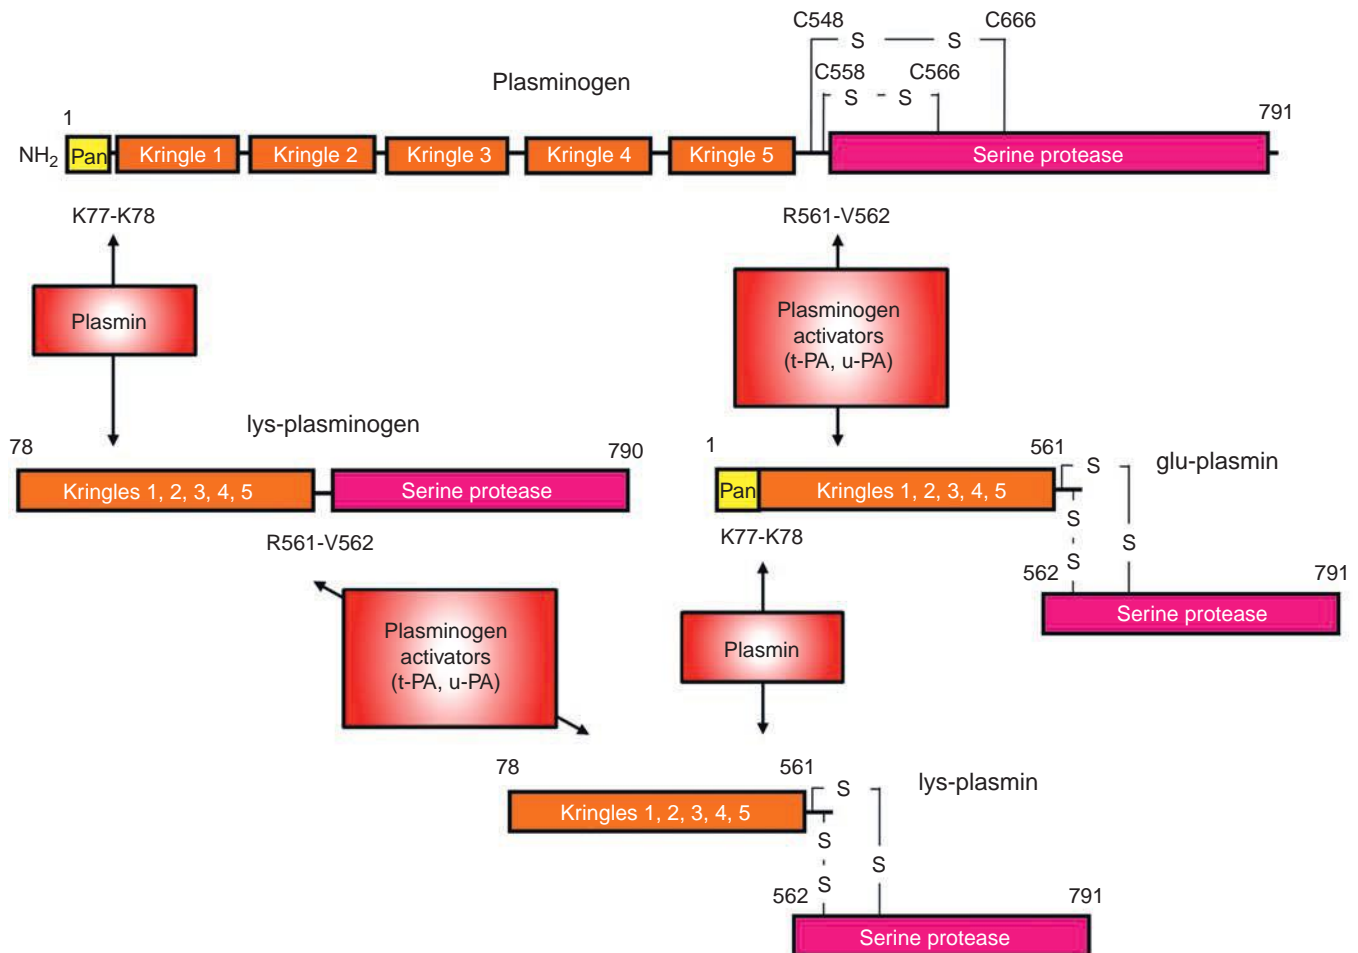 C548 C666
S S
Plasminogen
C558 C566
S S
1 791
NH2 Pan Kringle 1 Kringle 2 Kringle 3 Kringle 4 Kringle 5 Serine protease
K77-K78 R561-V562
Plasmin
Plasminogen
activators
(t-PA, u-PA)
lys-plasminogen
78 790
Kringles 1, 2, 3, 4, 5 Serine protease
R561-V562
1 561 glu-plasmin
S
Pan Kringles 1, 2, 3, 4, 5
K77-K78
S
S
S
562 791
Serine protease
Plasminogen
activators
(t-PA, u-PA)
Plasmin
78 561 lys-plasmin
S
Kringles 1, 2, 3, 4, 5
S
S
S
562 791
Serine protease